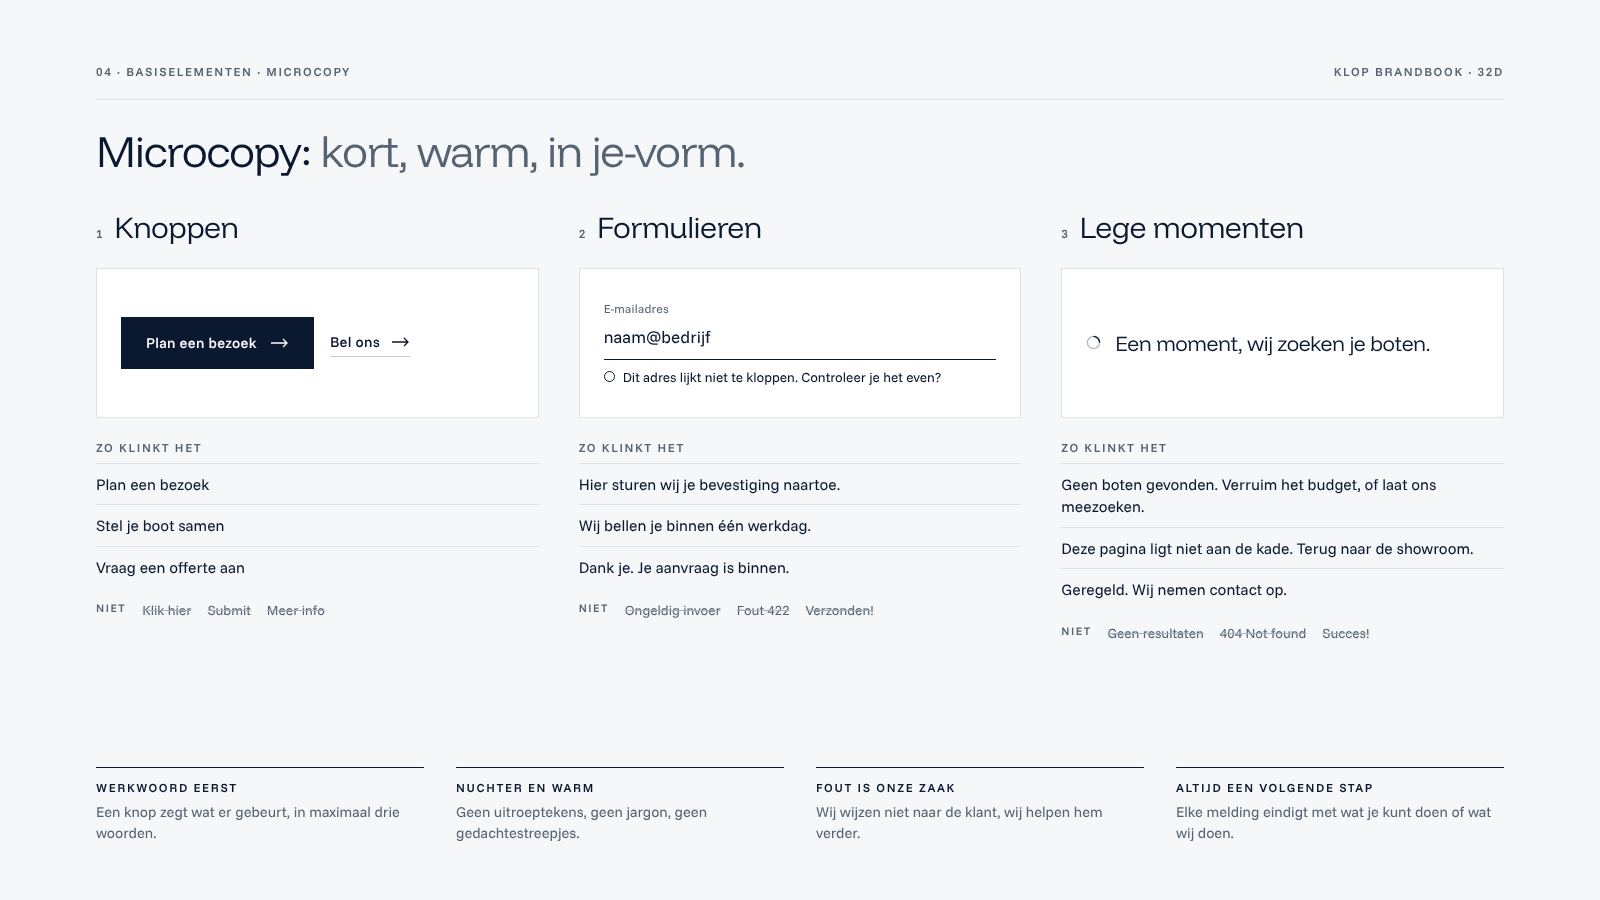 04 · BASISELEMENTEN · MICROCOPY
KLOP BRANDBOOK · 32D
Microcopy: kort, warm, in je-vorm.
1 Knoppen
Plan een bezoek →
Bel ons →
ZO KLINKT HET
Plan een bezoek
Stel je boot samen
Vraag een offerte aan
NIET Klik hier Submit Meer info
2 Formulieren
E-mailadres
naam@bedrijf
Dit adres lijkt niet te kloppen. Controleer je het even?
ZO KLINKT HET
Hier sturen wij je bevestiging naartoe.
Wij bellen je binnen één werkdag.
Dank je. Je aanvraag is binnen.
NIET Ongeldig invoer Fout 422 Verzonden!
3 Lege momenten
Een moment, wij zoeken je boten.
ZO KLINKT HET
Geen boten gevonden. Verruim het budget, of laat ons
meezoeken.
Deze pagina ligt niet aan de kade. Terug naar de showroom.
Geregeld. Wij nemen contact op.
NIET Geen resultaten 404 Not found Succes!
WERKWOORD EERST
Een knop zegt wat er gebeurt, in maximaal drie
woorden.
NUCHTER EN WARM
Geen uitroeptekens, geen jargon, geen
gedachtestreepjes.
FOUT IS ONZE ZAAK
Wij wijzen niet naar de klant, wij helpen hem
verder.
ALTIJD EEN VOLGENDE STAP
Elke melding eindigt met wat je kunt doen of wat
wij doen.